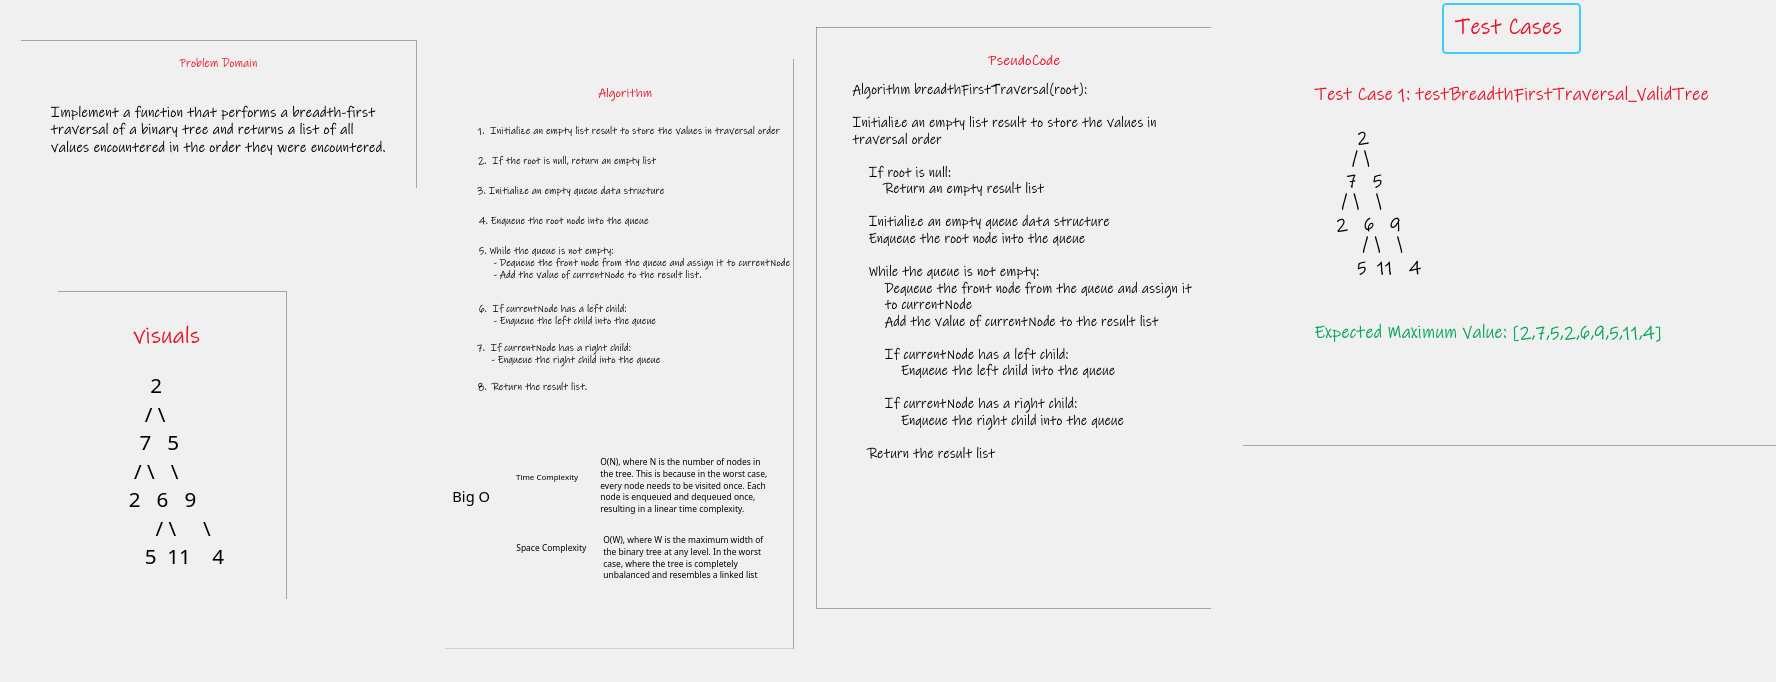 Problem Domain
Implement a function that performs a breadth-first
traversal of a binary tree and returns a list of all
values encountered in the order they were encountered.
Visuals
2
/ \
7 5
/ \ \
2 6 9
/ \ \
5 11 4
Algorithm
1. Initialize an empty list result to store the values in traversal order
2. If the root is null, return an empty list
3. Initialize an empty queue data structure
4. Enqueue the root node into the queue
5. While the queue is not empty:
- Dequeue the front node from the queue and assign it to currentNode
- Add the value of currentNode to the result list.
6. If currentNode has a left child:
- Enqueue the left child into the queue
7. If currentNode has a right child:
- Enqueue the right child into the queue
8. Return the result list.
Big O
Time Complexity
O(N), where N is the number of nodes in
the tree. This is because in the worst case,
every node needs to be visited once. Each
node is enqueued and dequeued once,
resulting in a linear time complexity.
Space Complexity
O(W), where W is the maximum width of
the binary tree at any level. In the worst
case, where the tree is completely
unbalanced and resembles a linked list
PseudoCode
Algorithm breadthFirstTraversal(root):
Initialize an empty list result to store the values in
traversal order
If root is null:
Return an empty result list
Initialize an empty queue data structure
Enqueue the root node into the queue
While the queue is not empty:
Dequeue the front node from the queue and assign it
to currentNode
Add the value of currentNode to the result list
If currentNode has a left child:
Enqueue the left child into the queue
If currentNode has a right child:
Enqueue the right child into the queue
Return the result list
Test Cases
Test Case 1: testBreadthFirstTraversal_ValidTree
2
/ \
7 5
/ \ \
2 6 9
/ \ \
5 11 4
Expected Maximum Value: [2,7,5,2,6,9,5,11,4]